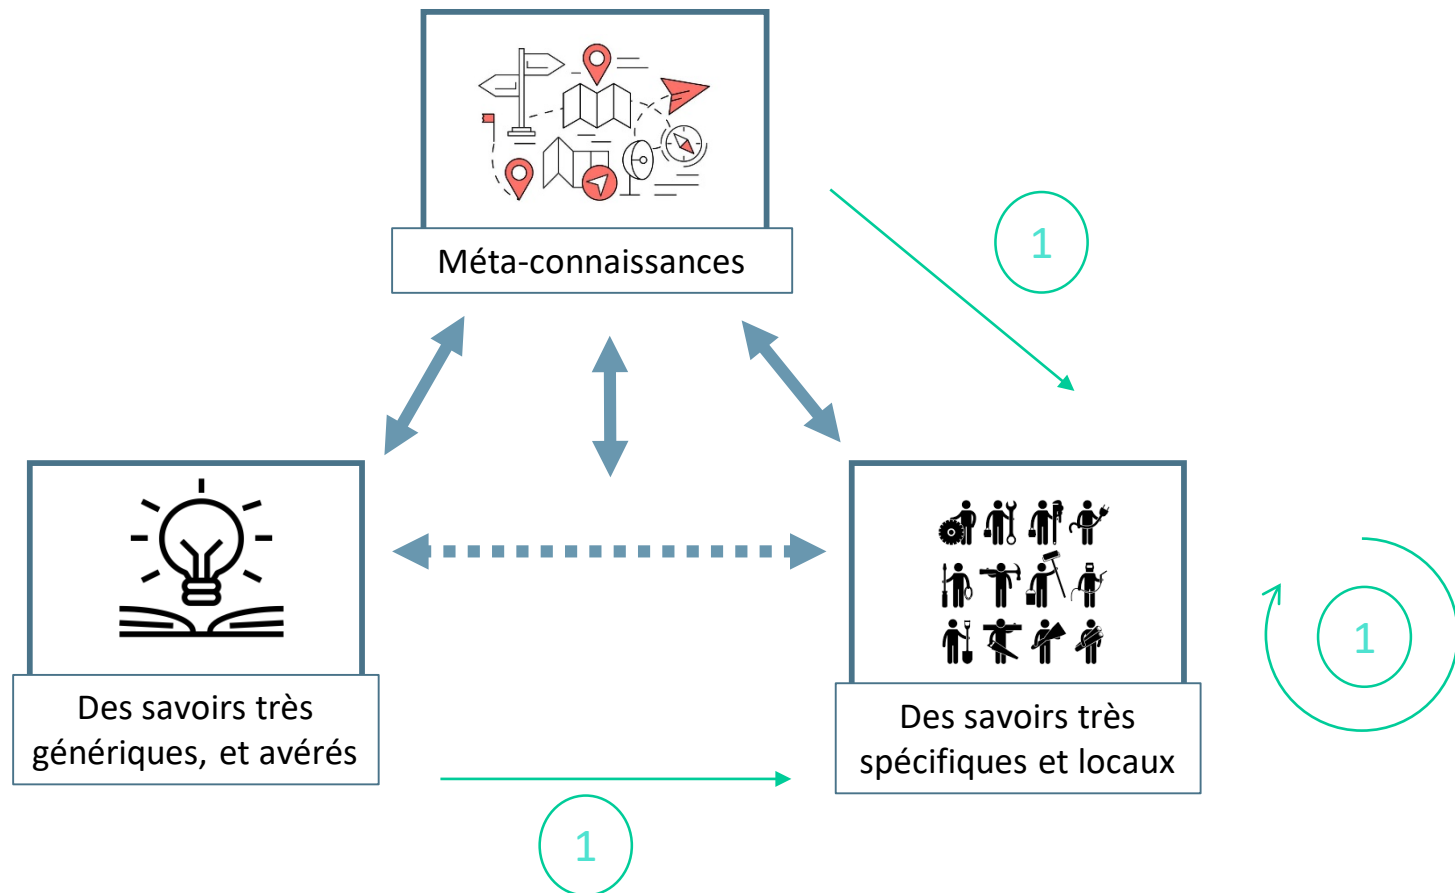 1
Méta-connaissances
Des savoirs très
génériques, et avérés
Des savoirs très
spécifiques et locaux
1
1